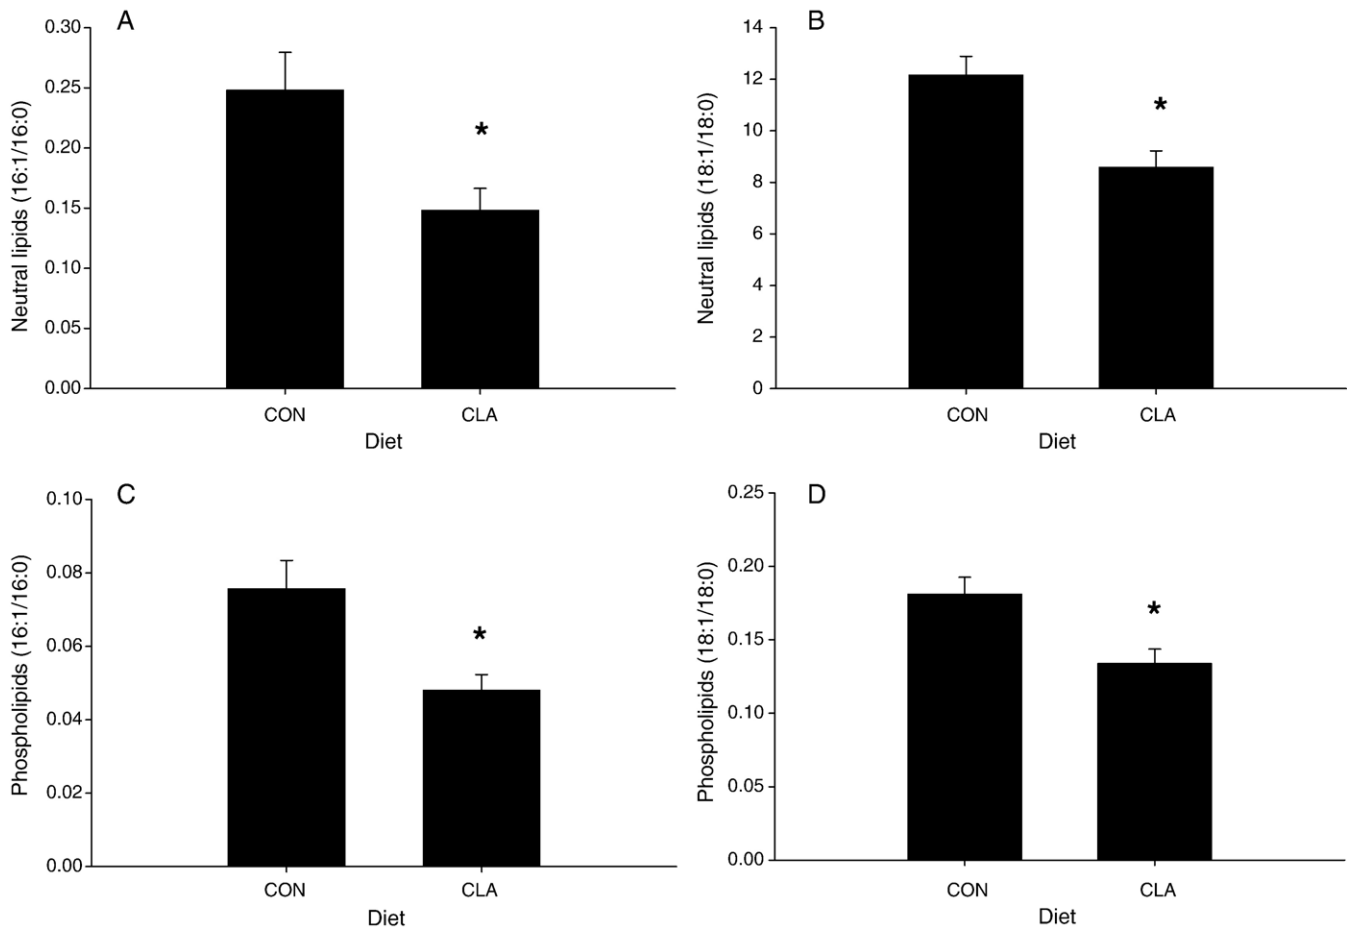 A
Neutral lipids (16:1/16:0)
0.30
0.25
0.20
0.15
0.10
0.05
0.00
*
CON CLA
Diet
B
Neutral lipids (18:1/18:0)
14
12
10
8
6
4
2
0
*
CON CLA
Diet
C
Phospholipids (16:1/16:0)
0.10
0.08
0.06
0.04
0.02
0.00
*
CON CLA
Diet
D
Phospholipids (18:1/18:0)
0.25
0.20
0.15
0.10
0.05
0.00
*
CON CLA
Diet